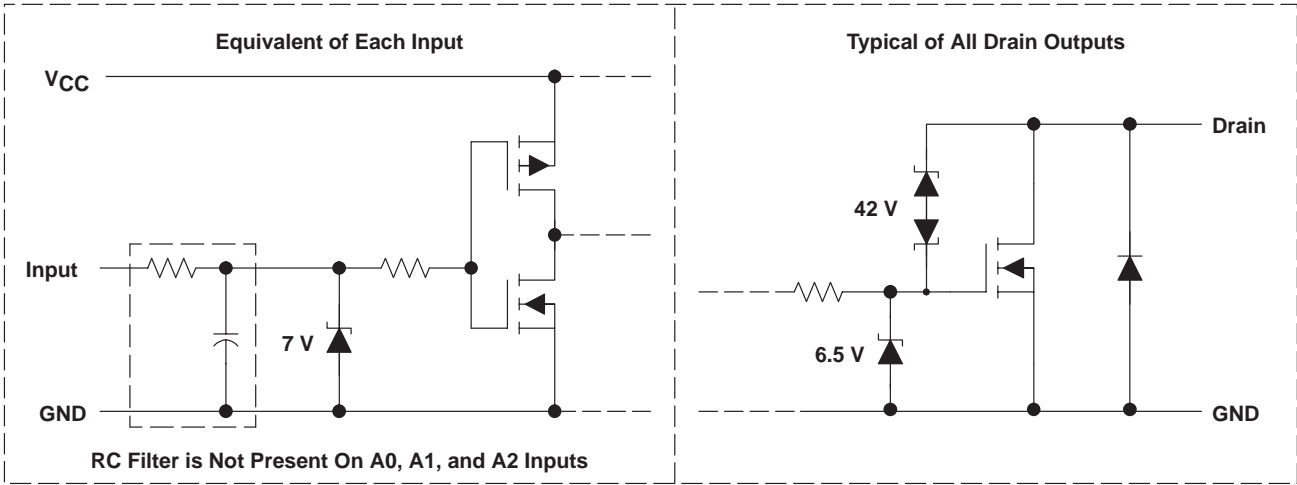 Equivalent of Each Input
VCC
Input
7 V
GND
RC Filter is Not Present On A0, A1, and A2 Inputs
Typical of All Drain Outputs
Drain
42 V
6.5 V
GND